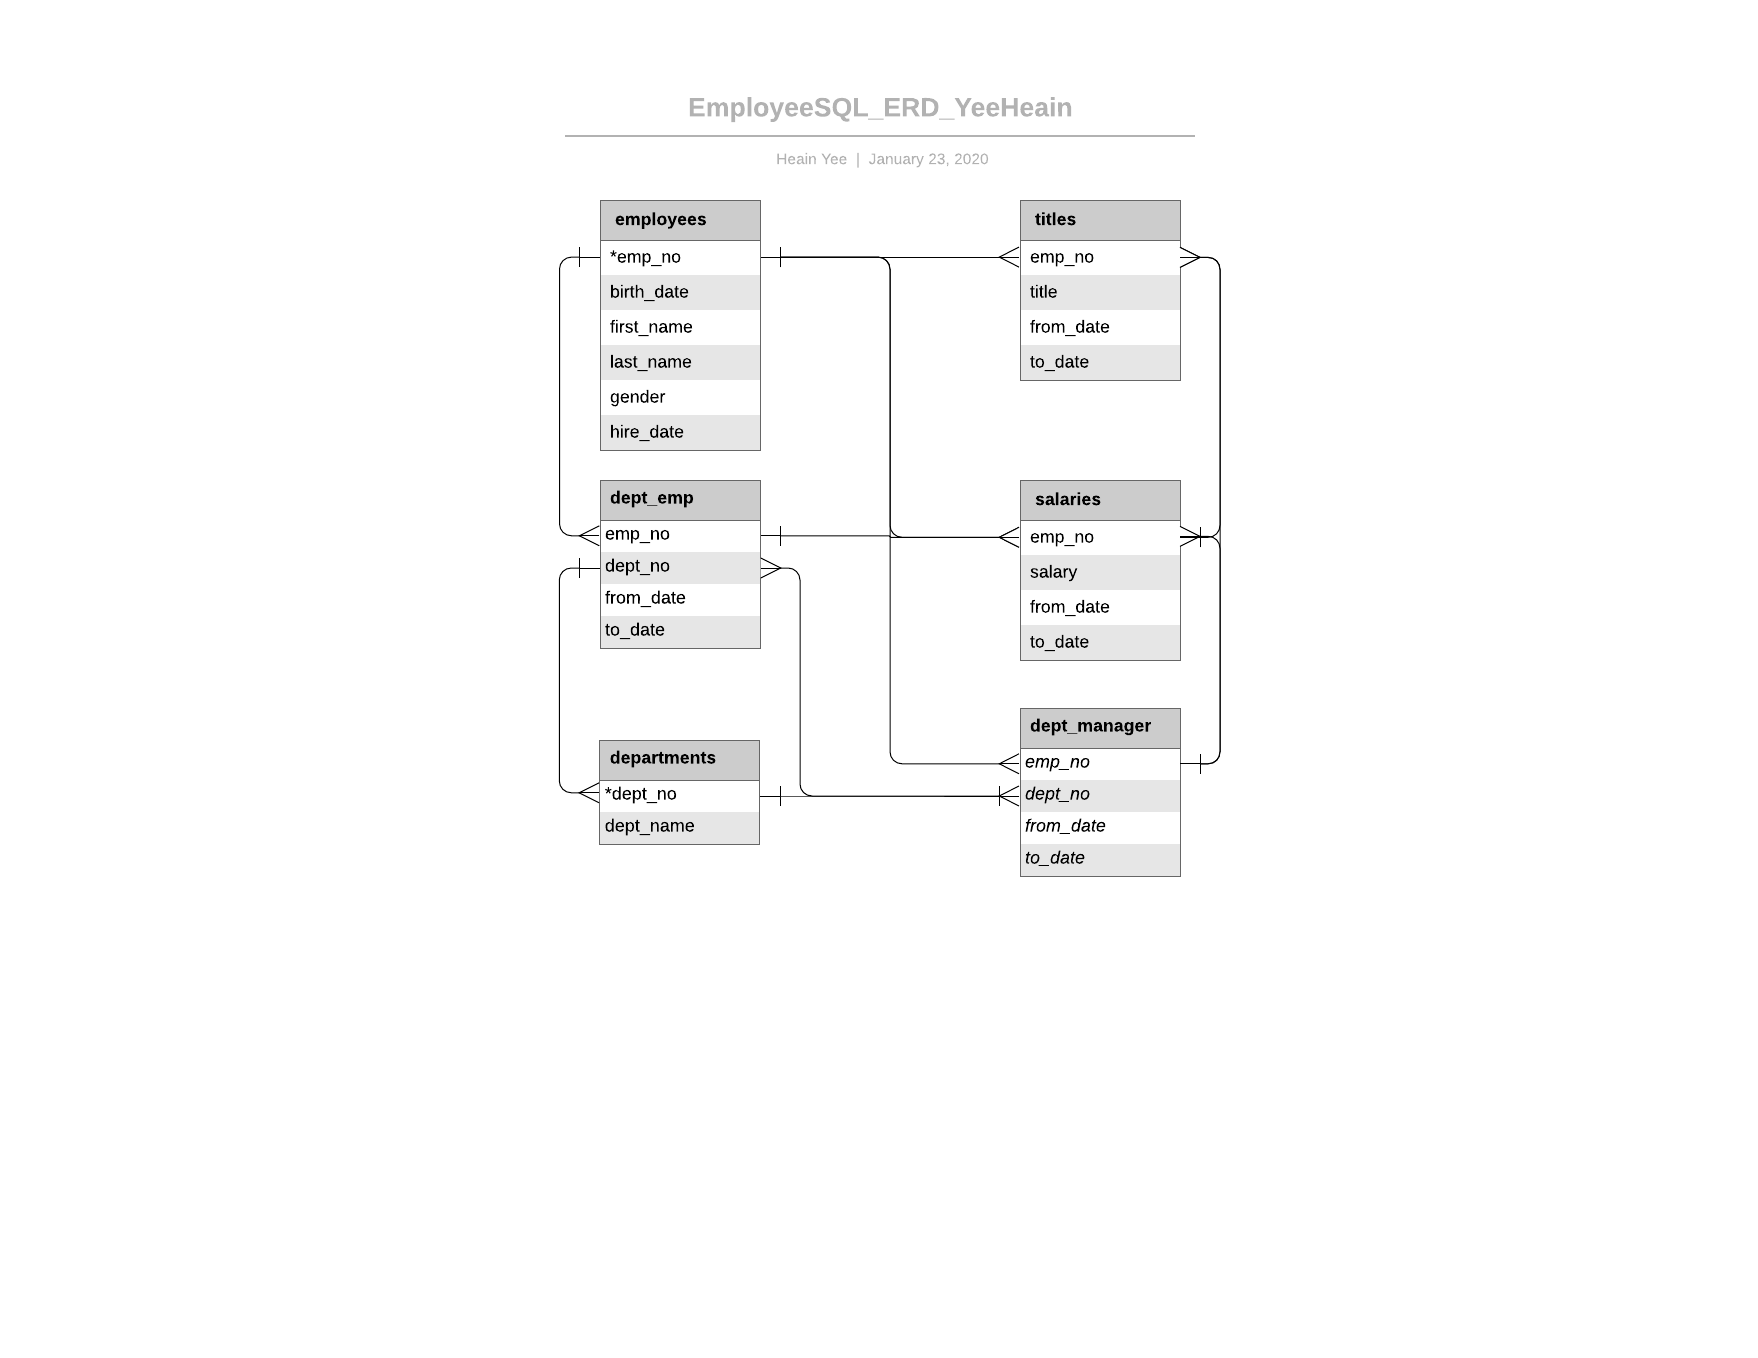 EmployeeSQL_ERD_YeeHeain
Heain Yee | January 23, 2020
employees
*emp_no
birth_date
first_name
last_name
gender
hire_date
titles
emp_no
title
from_date
to_date
dept_emp
emp_no
dept_no
from_date
to_date
salaries
emp_no
salary
from_date
to_date
departments
*dept_no
dept_name
dept_manager
emp_no
dept_no
from_date
to_date